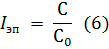 Iэп = C / C₀ (6)